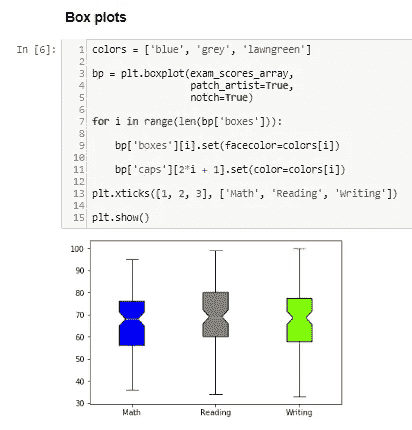 Box plots
In [6]:
1 colors = ['blue', 'grey', 'lawngreen']
2
3 bp = plt.boxplot(exam_scores_array,
4 patch_artist=True,
5 notch=True)
6
7 for i in range(len(bp['boxes'])):
8
9 bp['boxes'][i].set(facecolor=colors[i])
10
11 bp['caps'][2*i + 1].set(color=colors[i])
12
13 plt.xticks([1, 2, 3], ['Math', 'Reading', 'Writing'])
14
15 plt.show()
100
90
80
70
60
50
40
30
Math Reading Writing